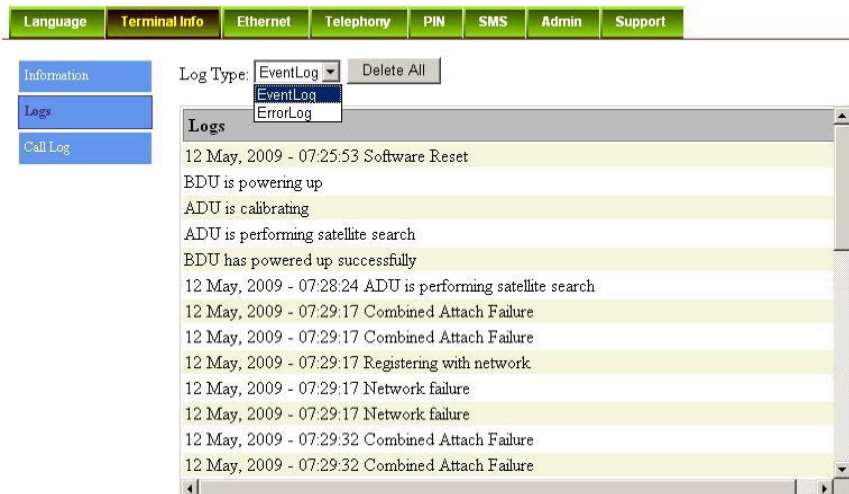 Language Terminal Info Ethernet Telephony PIN SMS Admin Support
Information
Logs
Call Log
Log Type: EventLog Delete All
EventLog
ErrorLog
Logs
12 May, 2009 - 07:25:53 Software Reset
BDU is powering up
ADU is calibrating
ADU is performing satellite search
BDU has powered up successfully
12 May, 2009 - 07:28:24 ADU is performing satellite search
12 May, 2009 - 07:29:17 Combined Attach Failure
12 May, 2009 - 07:29:17 Combined Attach Failure
12 May, 2009 - 07:29:17 Registering with network
12 May, 2009 - 07:29:17 Network failure
12 May, 2009 - 07:29:17 Network failure
12 May, 2009 - 07:29:32 Combined Attach Failure
12 May, 2009 - 07:29:32 Combined Attach Failure